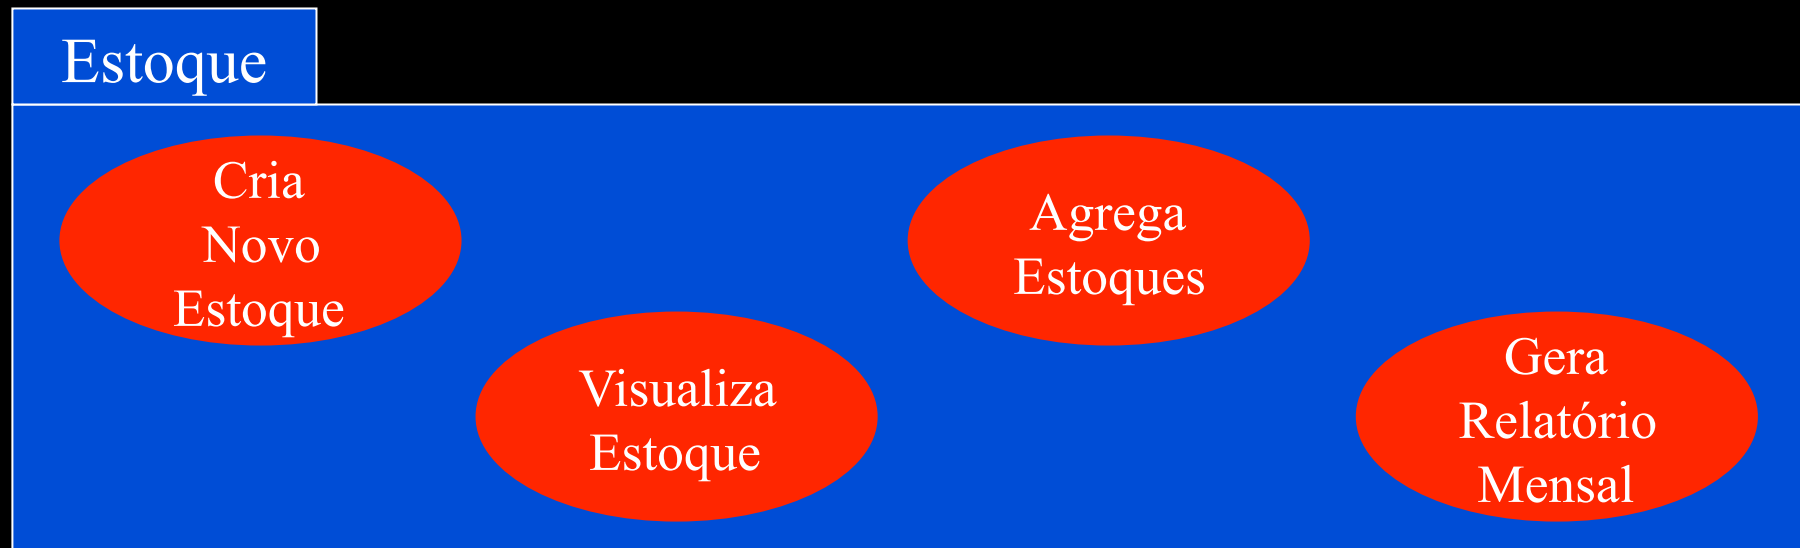 Estoque
Cria
Novo
Estoque
Visualiza
Estoque
Agrega
Estoques
Gera
Relatório
Mensal